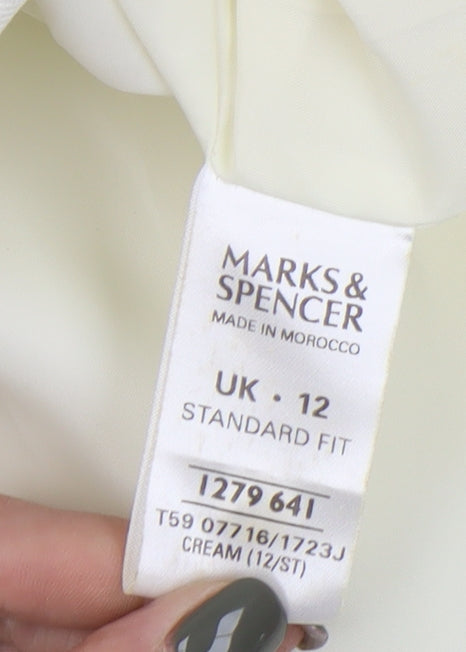 MARKS &
SPENCER
MADE IN MOROCCO
UK • 12
STANDARD FIT
1279 641
T59 07716/1723J
CREAM (12/ST)